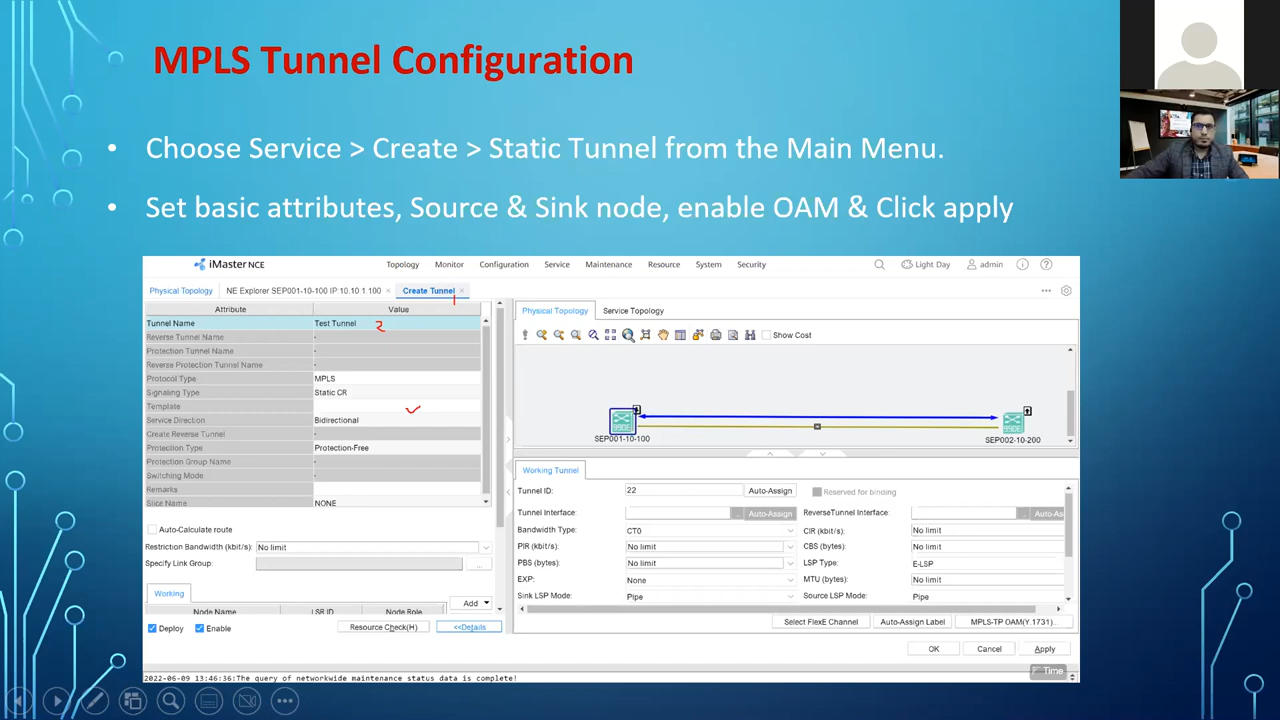 MPLS Tunnel Configuration
• Choose Service > Create > Static Tunnel from the Main Menu.
• Set basic attributes, Source & Sink node, enable OAM & Click apply
iMaster NCE
Topology Monitor Configuration Service Maintenance Resource System Security
Light Day admin
Physical Topology NE Explorer SEP001-10-100 IP:10.10.1.100 × Create Tunnel ×
Attribute Value
Tunnel Name Test Tunnel 2
Reverse Tunnel Name -
Protection Tunnel Name -
Reverse Protection Tunnel Name -
Protocol Type MPLS
Signaling Type Static CR
Template
Service Direction Bidirectional
Create Reverse Tunnel -
Protection Type Protection-Free
Protection Group Name -
Switching Mode -
Remarks
Slice Name NONE
Auto-Calculate route
Restriction Bandwidth (kbit/s): No limit
Specify Link Group: ...
Working
Add
Node Name LSR ID Node Role
Deploy Enable Resource Check(H) <<Details
Physical Topology Service Topology
Show Cost
SEP001-10-100 SEP002-10-200
Working Tunnel
Tunnel ID: 22 Auto-Assign Reserved for binding
Tunnel Interface: .. Auto-Assign ReverseTunnel Interface: ... Auto-As
Bandwidth Type: CT0 CIR (kbit/s): No limit
PIR (kbit/s): No limit CBS (bytes): No limit
PBS (bytes): No limit LSP Type: E-LSP
EXP: None MTU (bytes): No limit
Sink LSP Mode: Pipe Source LSP Mode: Pipe
Select FlexE Channel Auto-Assign Label MPLS-TP OAM(Y.1731)...
OK Cancel Apply
Time
2022-06-09 13:46:36:The query of networkwide maintenance status data is complete!